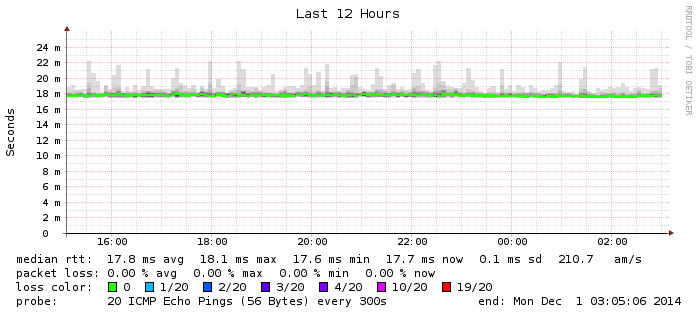 Last 12 Hours
RRDTOOL / TOBI OETIKER
Seconds
24 m
22 m
20 m
18 m
16 m
14 m
12 m
10 m
8 m
6 m
4 m
2 m
0
16:00 18:00 20:00 22:00 00:00 02:00
median rtt: 17.8 ms avg 18.1 ms max 17.6 ms min 17.7 ms now 0.1 ms sd 210.7 am/s
packet loss: 0.00 % avg 0.00 % max 0.00 % min 0.00 % now
loss color: 0 1/20 2/20 3/20 4/20 10/20 19/20
probe: 20 ICMP Echo Pings (56 Bytes) every 300s end: Mon Dec 1 03:05:06 2014